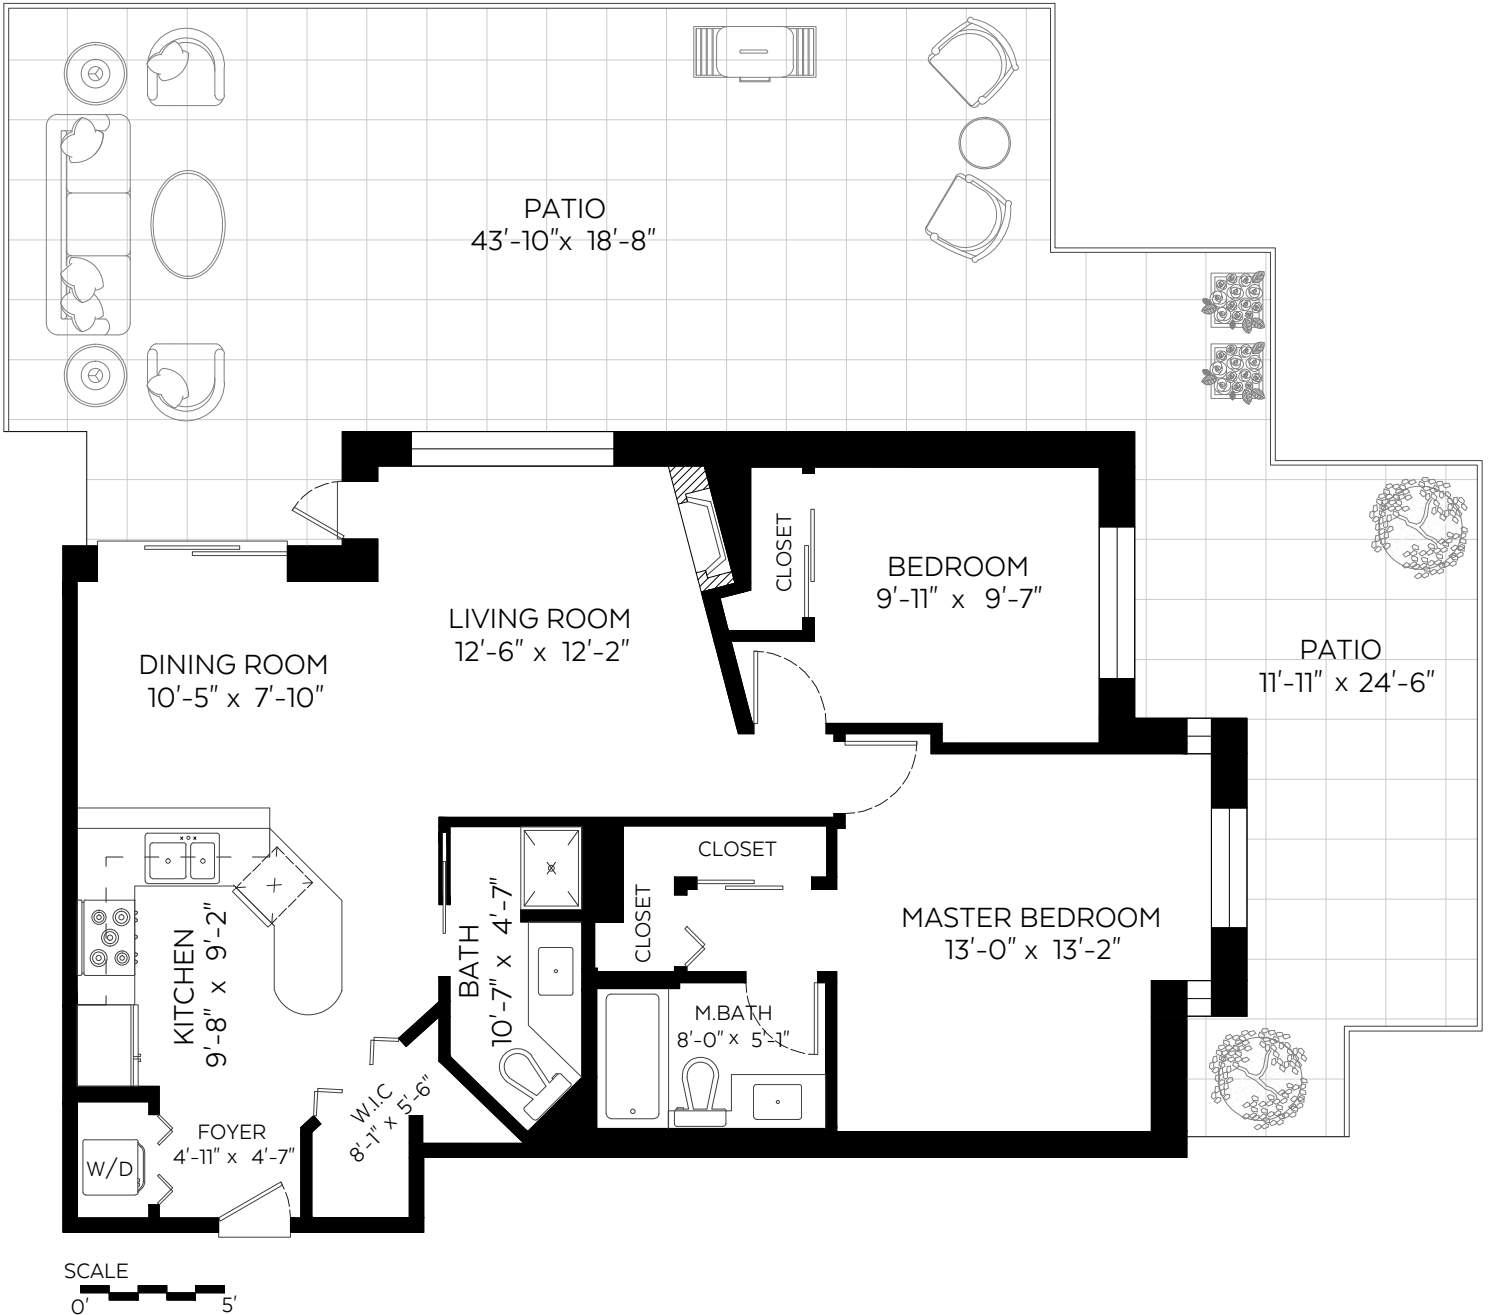 PATIO
43'-10"x 18'-8"
CLOSET
BEDROOM
9'-11" x 9'-7"
LIVING ROOM
12'-6" x 12'-2"
DINING ROOM
10'-5" x 7'-10"
PATIO
11'-11" x 24'-6"
CLOSET
CLOSET
MASTER BEDROOM
13'-0" x 13'-2"
BATH
10'-7" x 4'-7"
KITCHEN
9'-8" x 9'-2"
M.BATH
8'-0" x 5'-1"
W.I.C
8'-1" x 5'-6"
FOYER
4'-11" x 4'-7"
W/D
SCALE
0' 5'